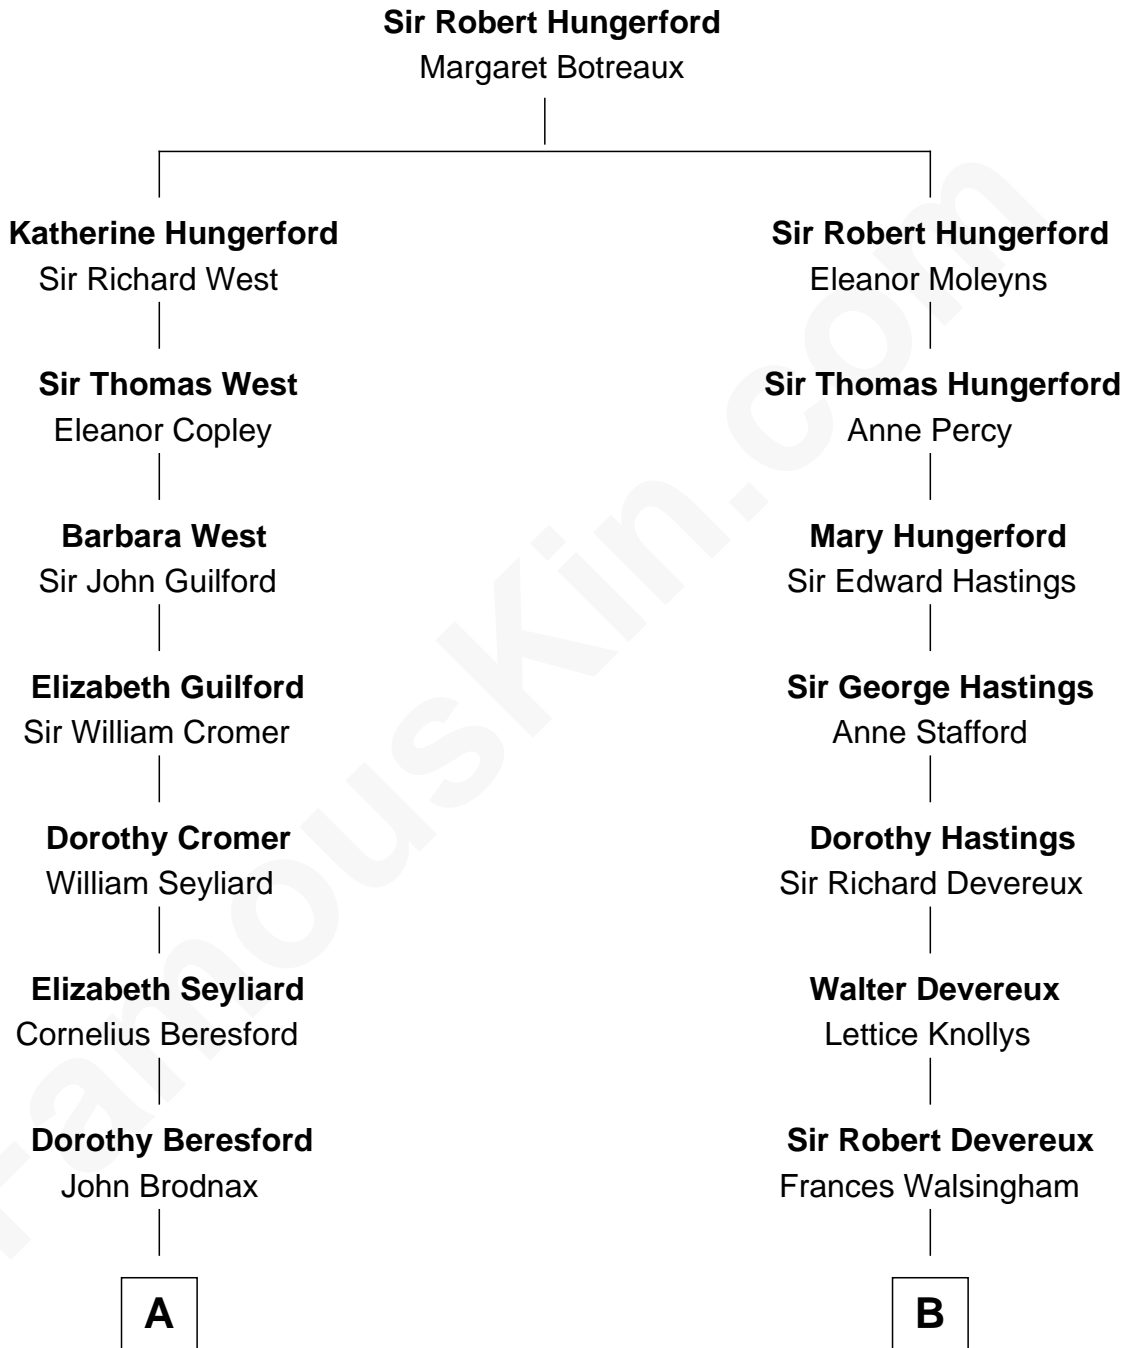 Sir Robert Hungerford
Margaret Botreaux
Katherine Hungerford
Sir Richard West
Sir Robert Hungerford
Eleanor Moleyns
Sir Thomas West
Eleanor Copley
Sir Thomas Hungerford
Anne Percy
Barbara West
Sir John Guilford
Mary Hungerford
Sir Edward Hastings
Elizabeth Guilford
Sir William Cromer
Sir George Hastings
Anne Stafford
Dorothy Cromer
William Seyliard
Dorothy Hastings
Sir Richard Devereux
Elizabeth Seyliard
Cornelius Beresford
Walter Devereux
Lettice Knollys
Dorothy Beresford
John Brodnax
Sir Robert Devereux
Frances Walsingham
A
B
FamousKin.com